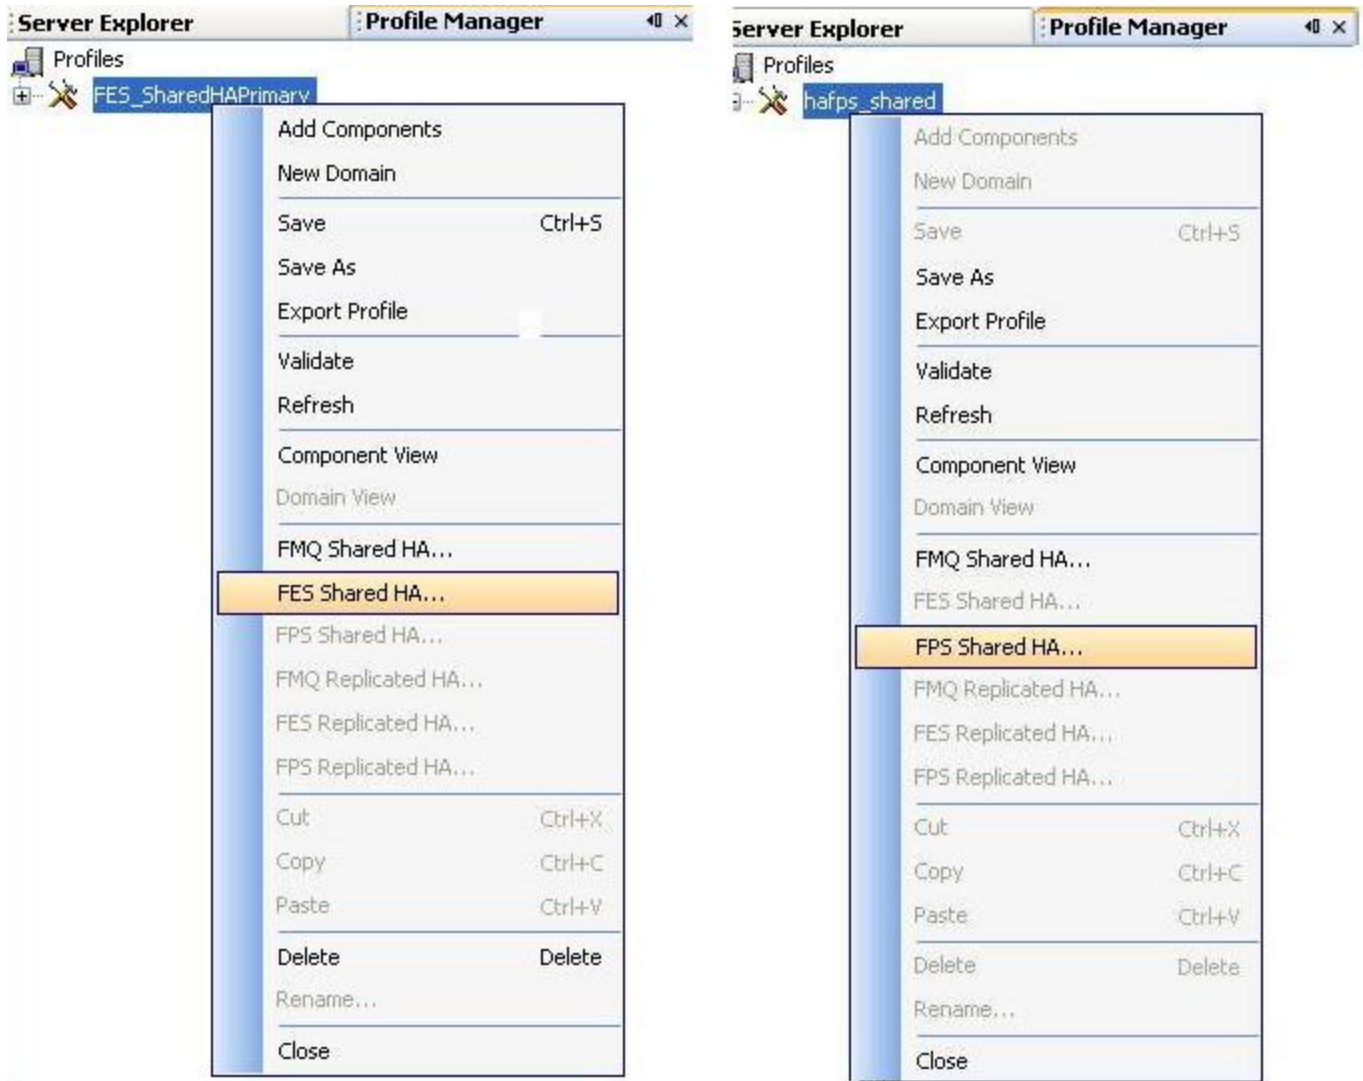 Server Explorer
Profile Manager
Profiles
FES_SharedHAPrimary
Add Components
New Domain
Save Ctrl+S
Save As
Export Profile
Validate
Refresh
Component View
Domain View
FMQ Shared HA...
FES Shared HA...
FPS Shared HA...
FMQ Replicated HA...
FES Replicated HA...
FPS Replicated HA...
Cut Ctrl+X
Copy Ctrl+C
Paste Ctrl+V
Delete Delete
Rename...
Close
Server Explorer
Profile Manager
Profiles
hafps_shared
Add Components
New Domain
Save Ctrl+S
Save As
Export Profile
Validate
Refresh
Component View
Domain View
FMQ Shared HA...
FES Shared HA...
FPS Shared HA...
FMQ Replicated HA...
FES Replicated HA...
FPS Replicated HA...
Cut Ctrl+X
Copy Ctrl+C
Paste Ctrl+V
Delete Delete
Rename...
Close